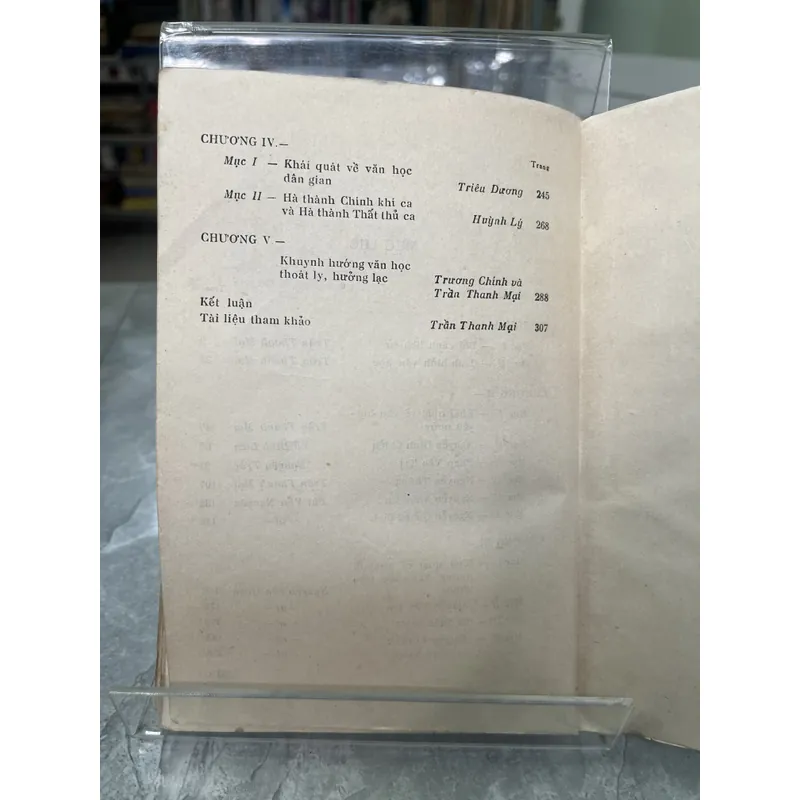 CHƯƠNG IV.—
Trang
Mục I — Khái quát về văn học
dân gian Triêu Dương 245
Mục II — Hà thành Chính khí ca
và Hà thành Thất thủ ca Huỳnh Lý 268
CHƯƠNG V —
Khuynh hướng văn học
thoát ly, hưởng lạc Trương Chính và
Trần Thanh Mại 288
Kết luận
Tài liệu tham khảo Trần Thanh Mại 307